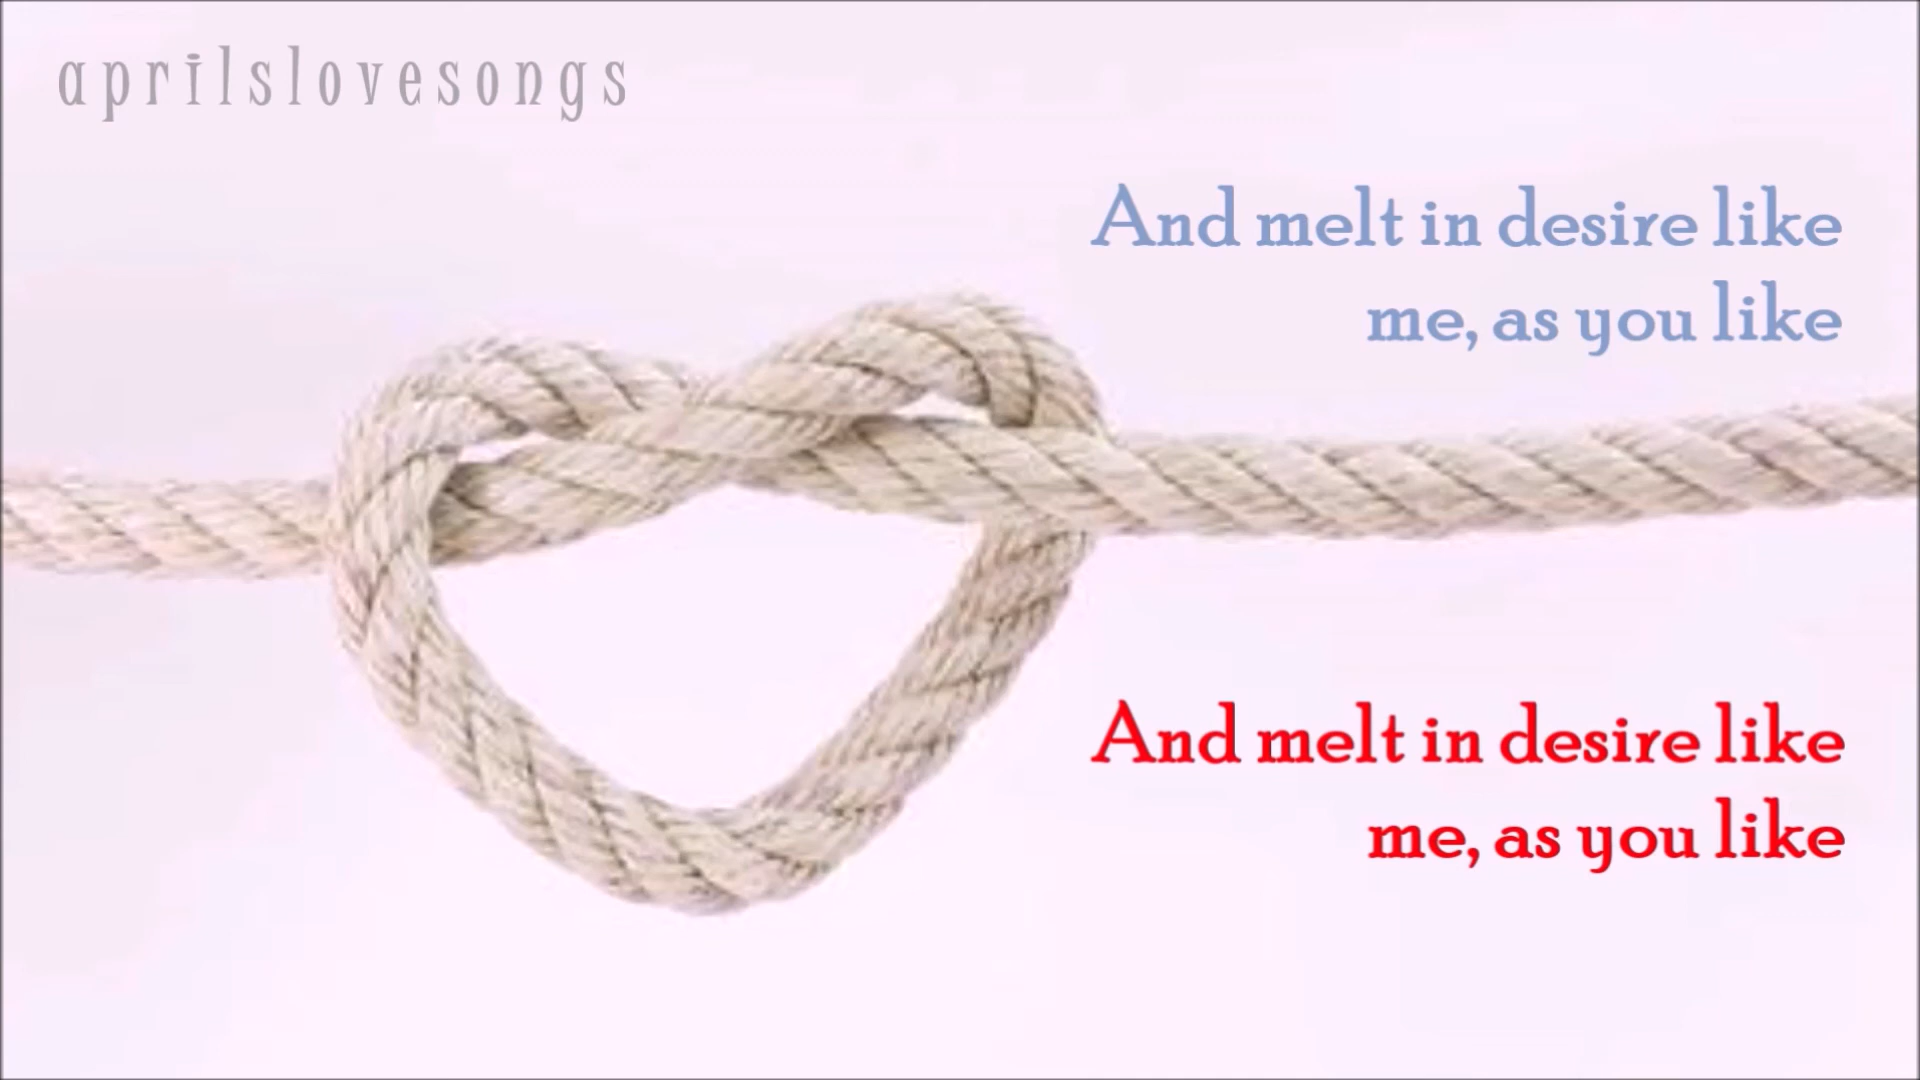 aprilslovesongs
And melt in desire like
me, as you like
And melt in desire like
me, as you like